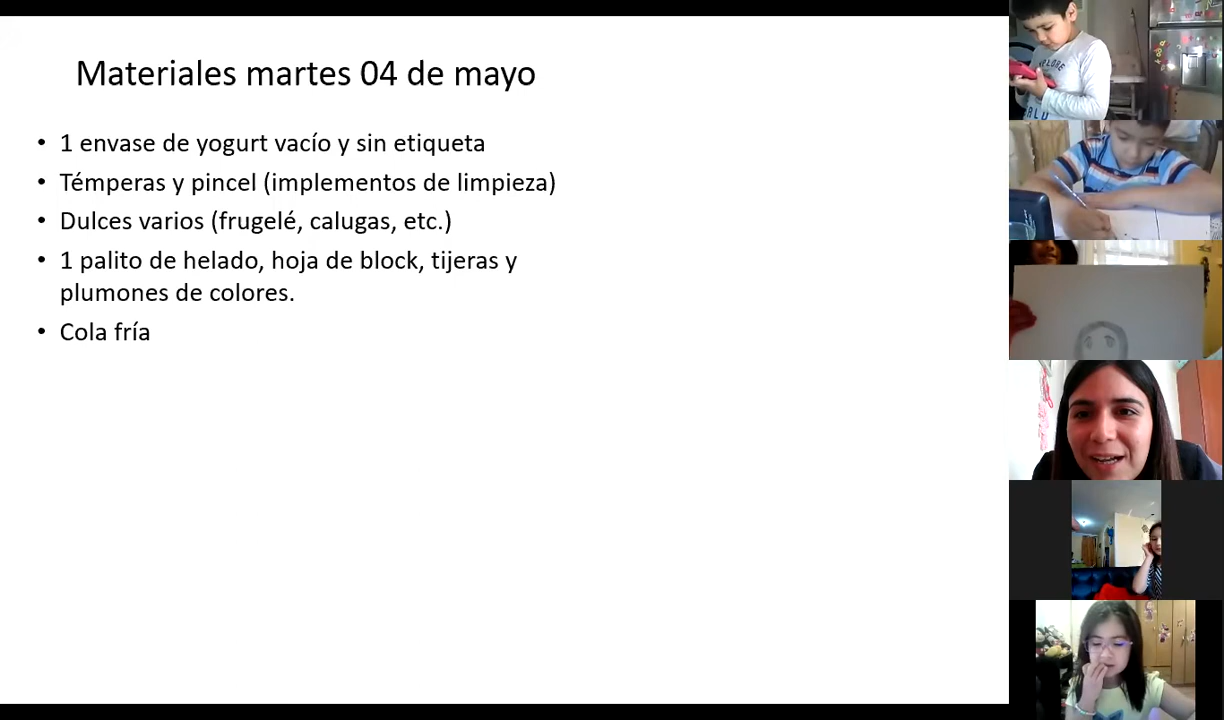 Materiales martes 04 de mayo
• 1 envase de yogurt vacío y sin etiqueta
• Témperas y pincel (implementos de limpieza)
• Dulces varios (frugelé, calugas, etc.)
• 1 palito de helado, hoja de block, tijeras y
plumones de colores.
• Cola fría